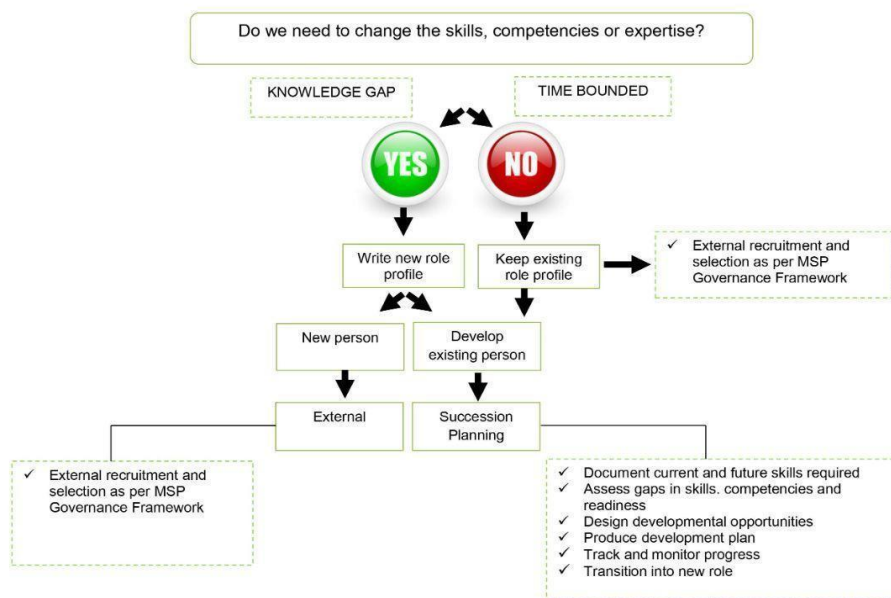 Do we need to change the skills, competencies or expertise?
KNOWLEDGE GAP
TIME BOUNDED
YES
NO
Write new role
profile
Keep existing
role profile
✓ External recruitment and
selection as per MSP
Governance Framework
New person
Develop
existing person
External
Succession
Planning
✓ External recruitment and
selection as per MSP
Governance Framework
✓ Document current and future skills required
✓ Assess gaps in skills. competencies and
readiness
✓ Design developmental opportunities
✓ Produce development plan
✓ Track and monitor progress
✓ Transition into new role